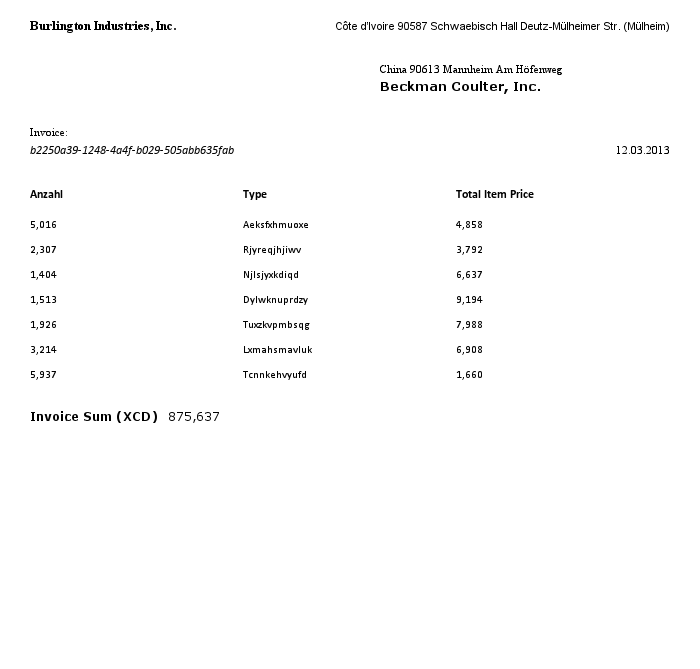 Burlington Industries, Inc. Côte d'Ivoire 90587 Schwaebisch Hall Deutz-Mülheimer Str. (Mülheim)
China 90613 Mannheim Am Höfenweg
Beckman Coulter, Inc.
Invoice:
b2250a39-1248-4a4f-b029-505abb635fab 12.03.2013
Anzahl Type Total Item Price
5,016 Aeksfxhmuoxe 4,858
2,307 Rjyreqjhjiwv 3,792
1,404 Njlsjyxkdiqd 6,637
1,513 Dylwknuprdzy 9,194
1,926 Tuxzkvpmbsqg 7,988
3,214 Lxmahsmavluk 6,908
5,937 Tcnnkehvyufd 1,660
Invoice Sum (XCD) 875,637